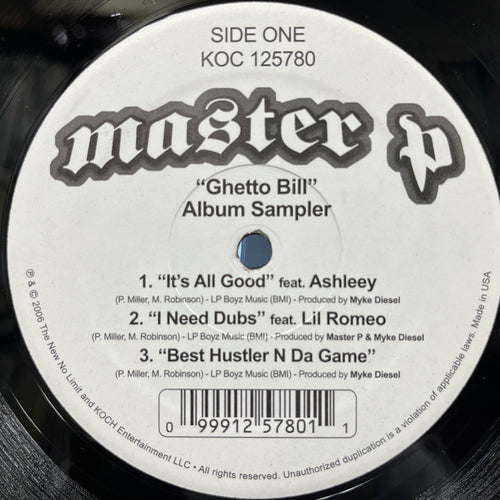 SIDE ONE
KOC 125780
master p
“Ghetto Bill”
Album Sampler
1. “It's All Good” feat. Ashleey
(P. Miller, M. Robinson) - LP Boyz Music (BMI) - Produced by Myke Diesel
2. “I Need Dubs” feat. Lil Romeo
(P. Miller, M. Robinson) - LP Boyz Music (BMI) - Produced by Master P & Myke Diesel
3. “Best Hustler N Da Game”
(P. Miller, M. Robinson) - LP Boyz Music (BMI) - Produced by Myke Diesel
0 99912 57801 1
℗ & © 2006 The New No Limit and KOCH Entertainment LLC • All rights reserved. Unauthorized duplication is a violation of applicable laws. Made in USA